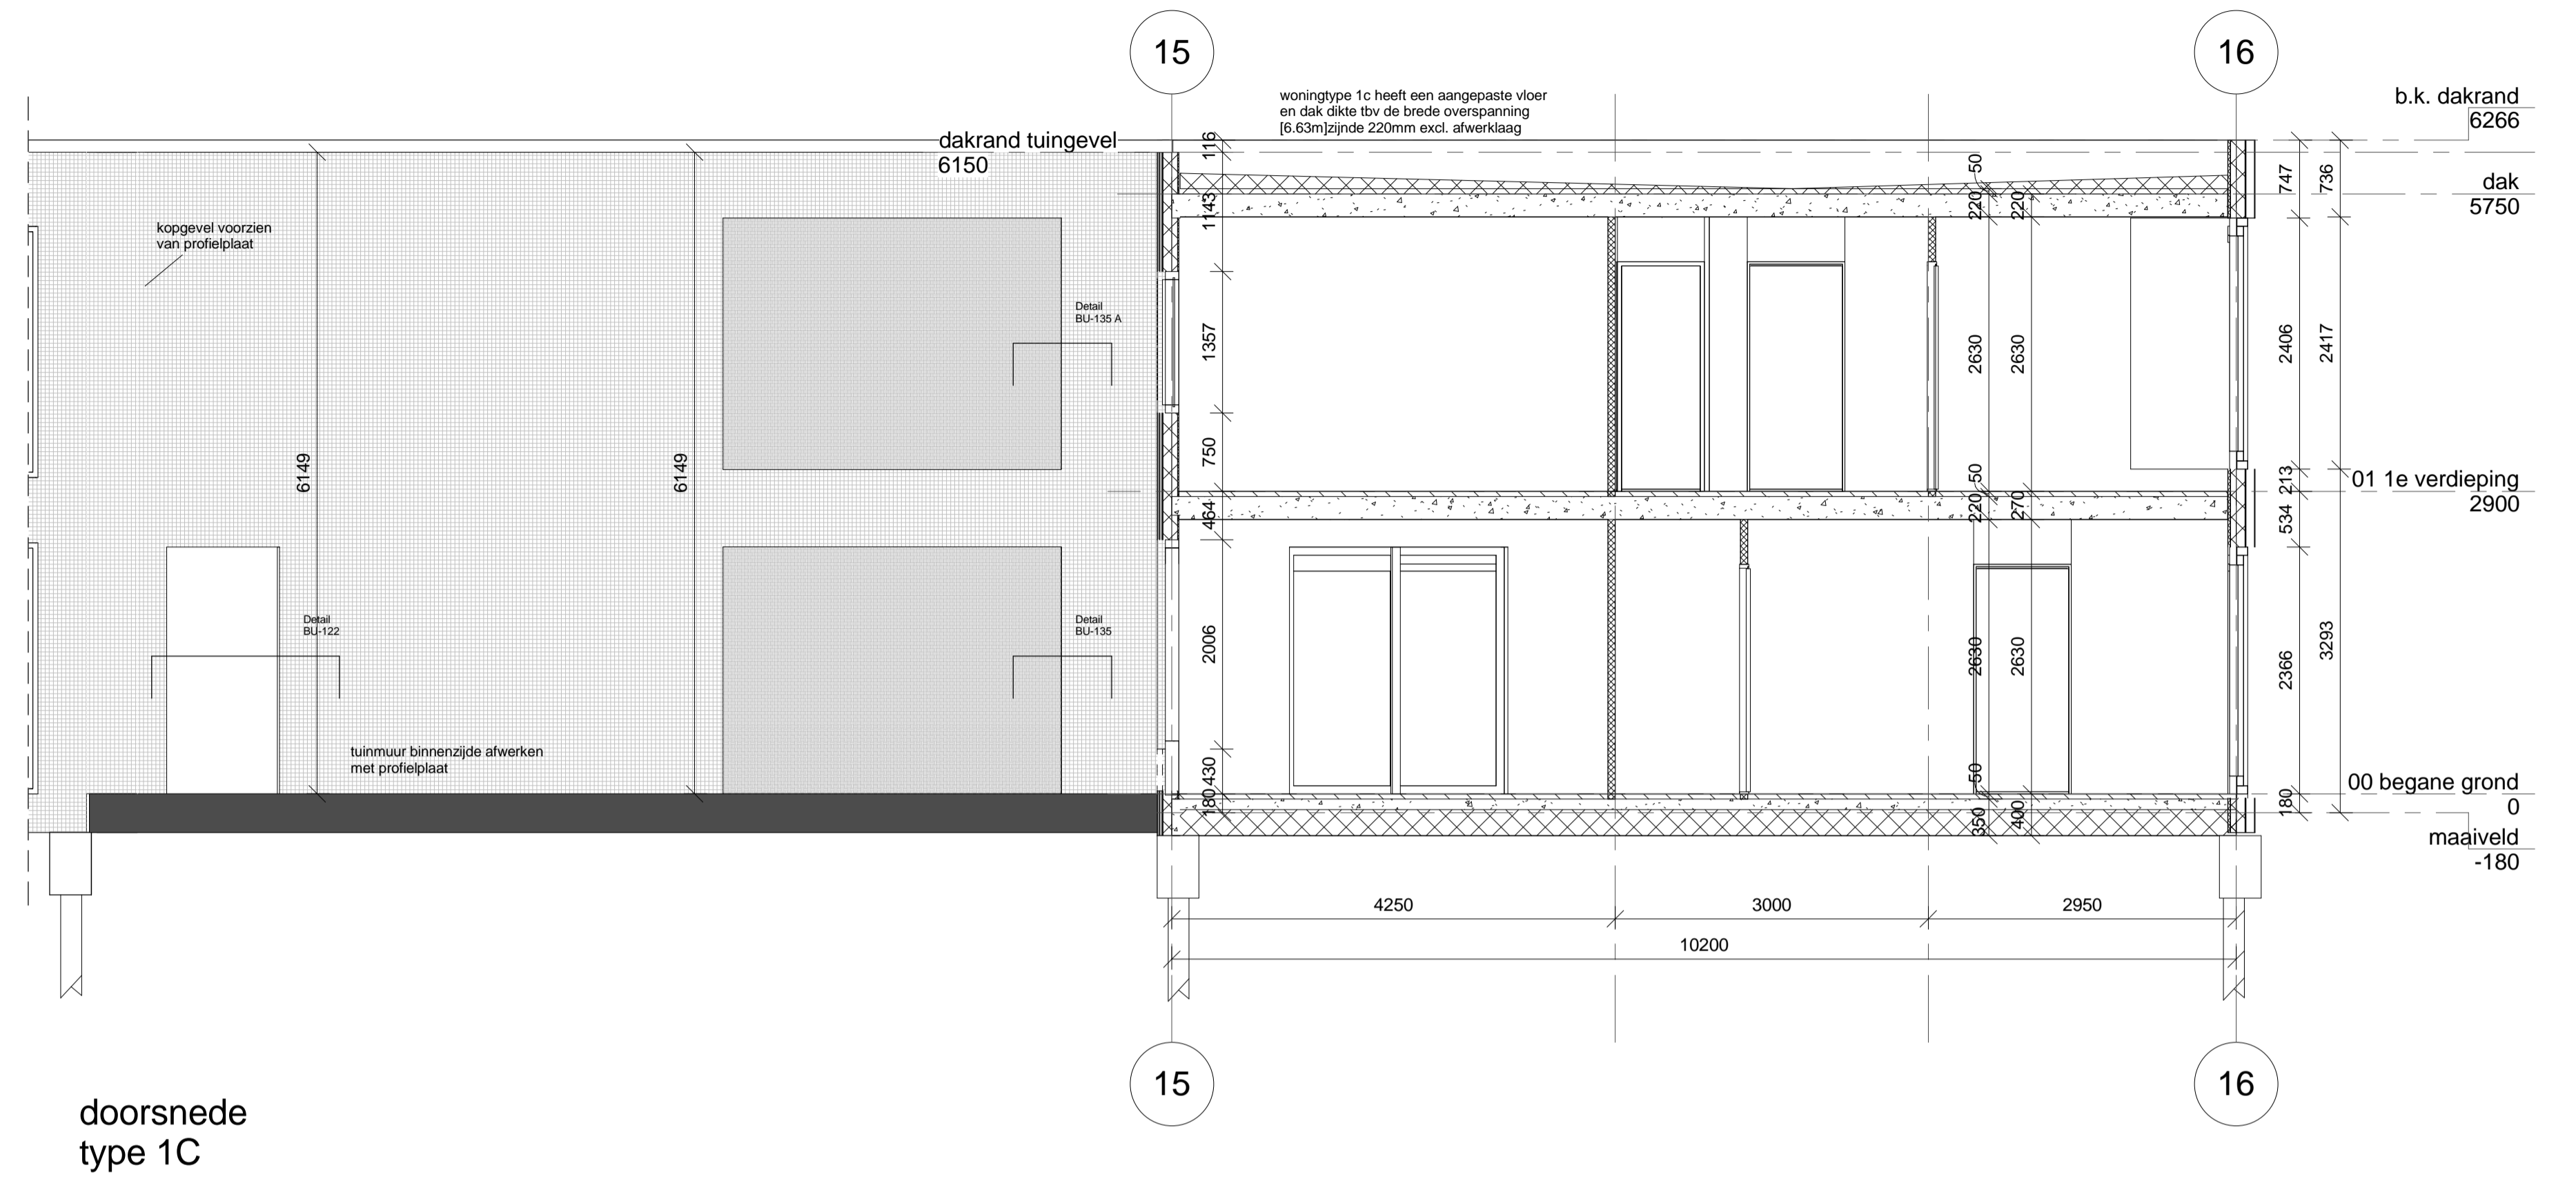 15
16
woningtype 1c heeft een aangepaste vloer
en dak dikte tbv de brede overspanning
[6.63m]zijnde 220mm excl. afwerklaag
b.k. dakrand
6266
dakrand tuingevel
6150
dak
5750
kopgevel voorzien
van profielplaat
Detail
BU-135 A
6149
6149
116
1143
1357
750
464
2006
430
180
50
220
220
2630
2630
50
220
270
2630
2630
50
350
400
747
736
2406
2417
213
534
2366
3293
180
01 1e verdieping
2900
Detail
BU-122
Detail
BU-135
tuinmuur binnenzijde afwerken
met profielplaat
00 begane grond
0
maaiveld
-180
4250
3000
2950
10200
15
16
doorsnede
type 1C